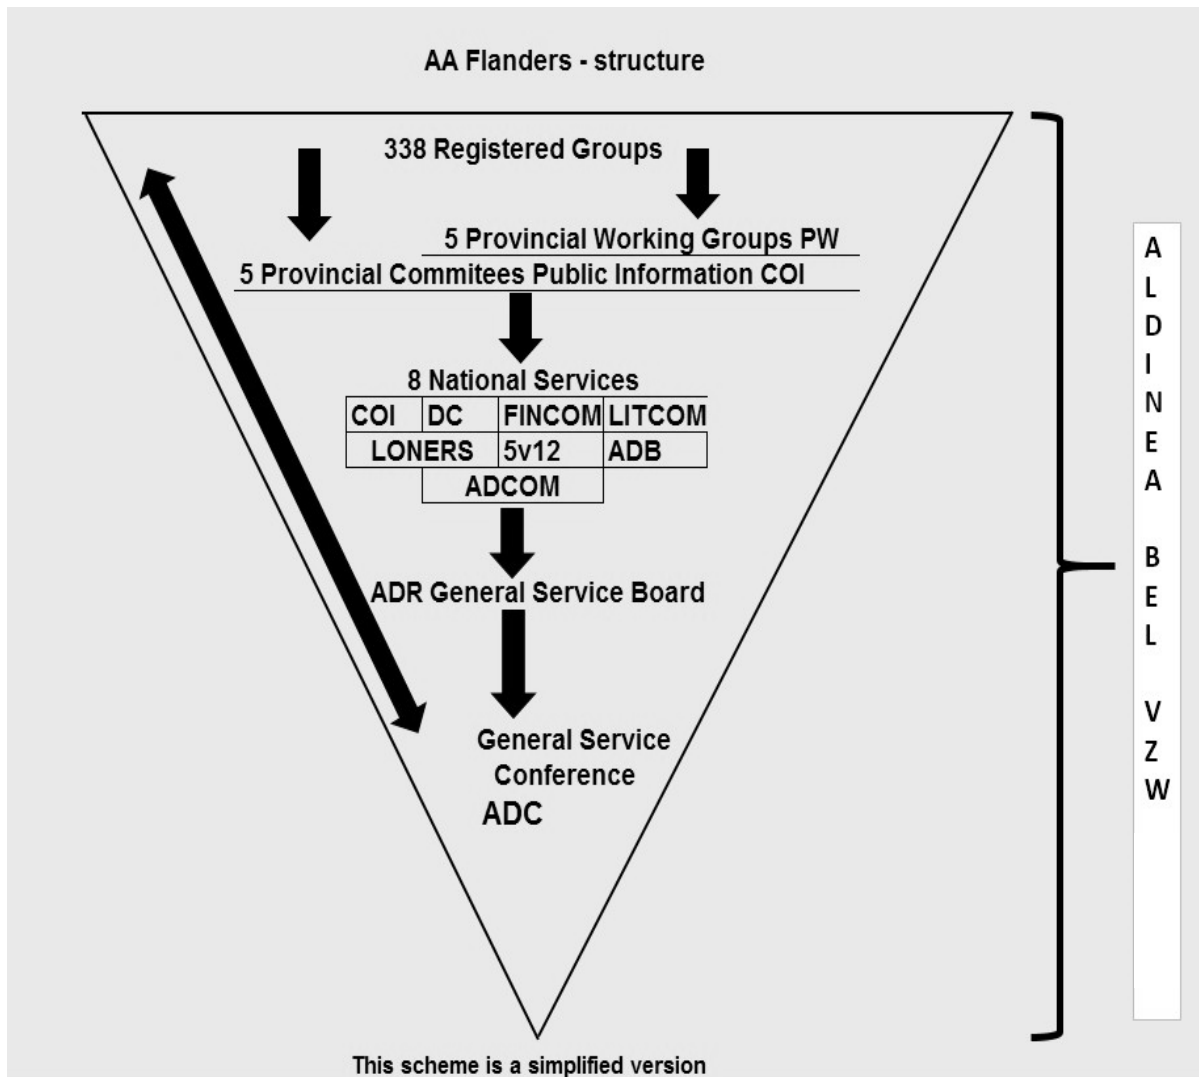 AA Flanders - structure
338 Registered Groups
5 Provincial Working Groups PW
5 Provincial Commitees Public Information COI
8 National Services
COI DC FINCOM LITCOM
LONERS 5v12 ADB
ADCOM
ADR General Service Board
General Service
Conference
ADC
This scheme is a simplified version
A
L
D
I
N
E
A
B
E
L
V
Z
W